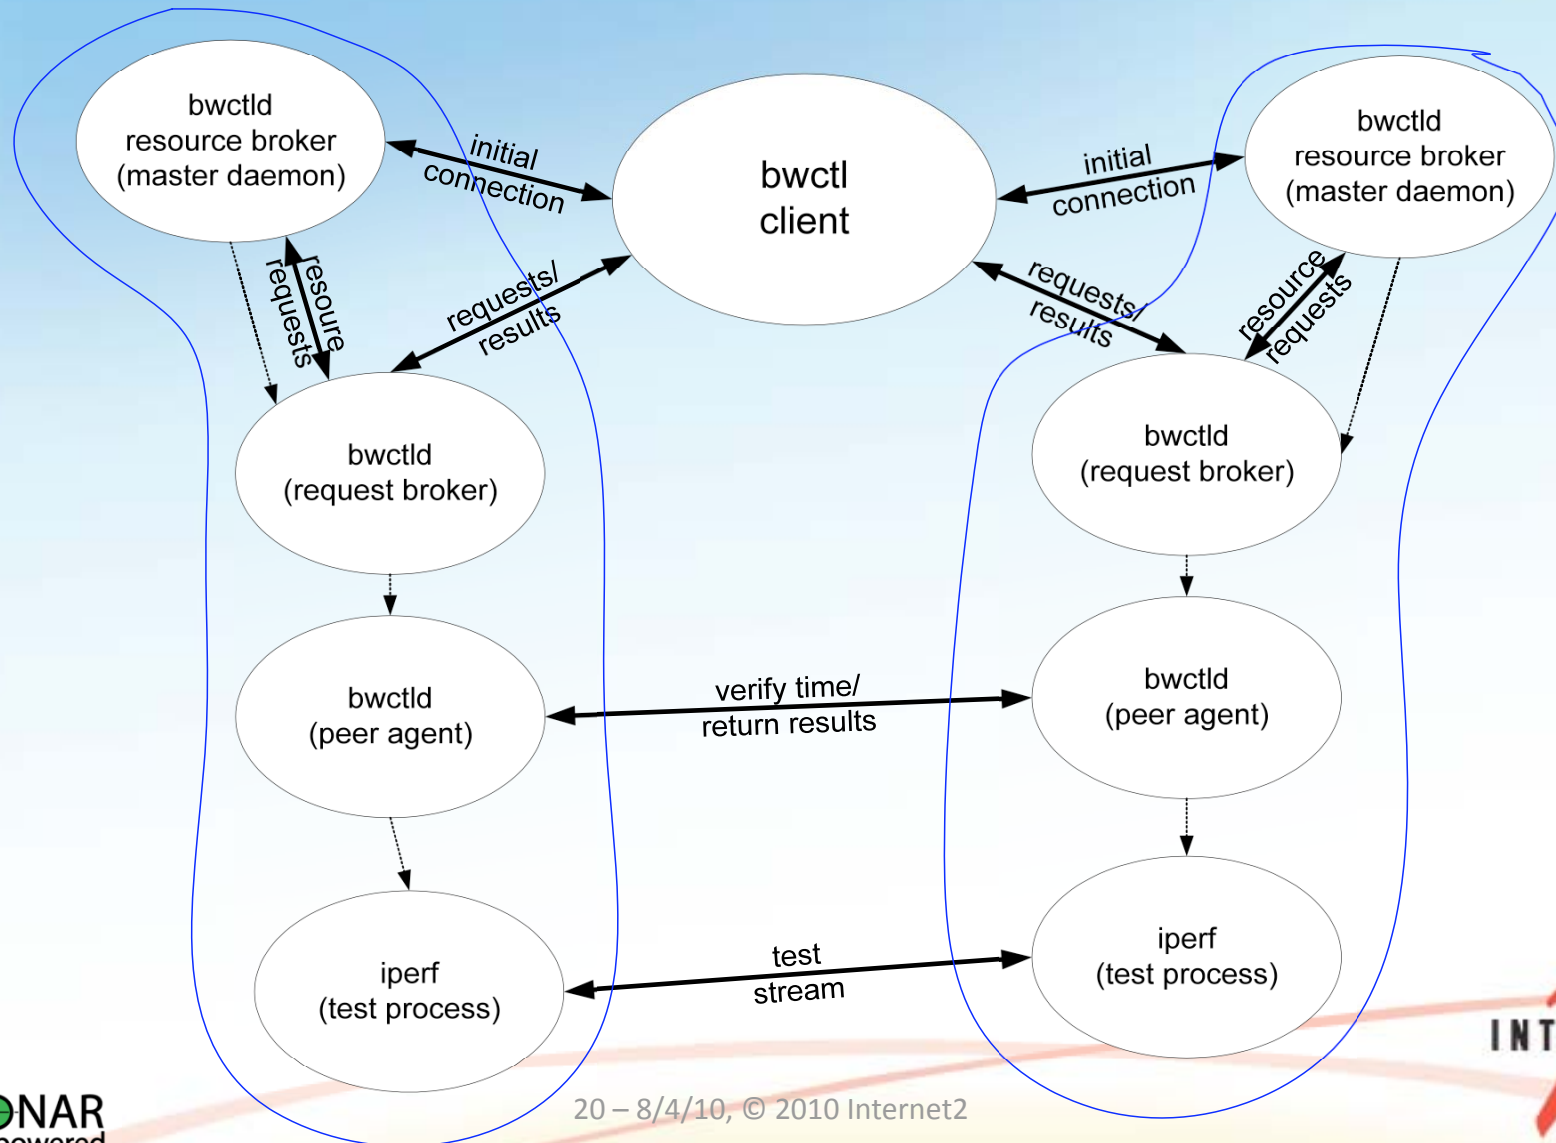 bwctld
resource broker
(master daemon)
initial
connection
bwctl
client
initial
connection
bwctld
resource broker
(master daemon)
resoure
requests
requests/
results
requests/
results
resource
requests
bwctld
(request broker)
bwctld
(request broker)
bwctld
(peer agent)
verify time/
return results
bwctld
(peer agent)
iperf
(test process)
test
stream
iperf
(test process)
INT
NAR
powered
20 – 8/4/10, © 2010 Internet2